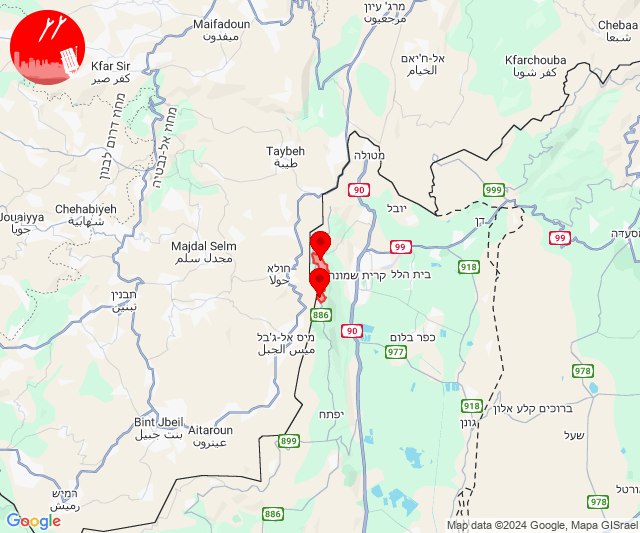 Maifadoun
ميفدون
מרג' עיון
مرجعيون
Chebaa
شبعا
Kfar Sir
كفر صير
אל-ח'יאם
الخيام
Kfarchouba
كفر شوبا
מחוז דרום לבנון
מחוז אל-נבטיה
Taybeh
طيبة
מטולה
90
999
Jouaiyya
جويا
Chehabiyeh
شهابية
יובל
דן
99
99
מסעדה
Majdal Selm
مجدل سلم
חולא
حولا
קרית שמונה
בית הלל
918
תבנין
تبنين
886
90
מיס אל-ג'בל
ميس الجبل
כפר בלום
977
978
918
ברוכים קלע אלון
גונן
יפתח
Bint Jbeil
بنت جبيل
Aitaroun
عيترون
899
שעל
רמיש
رميش
886
978
אורטל
Google
Map data ©2024 Google, Mapa GISrael